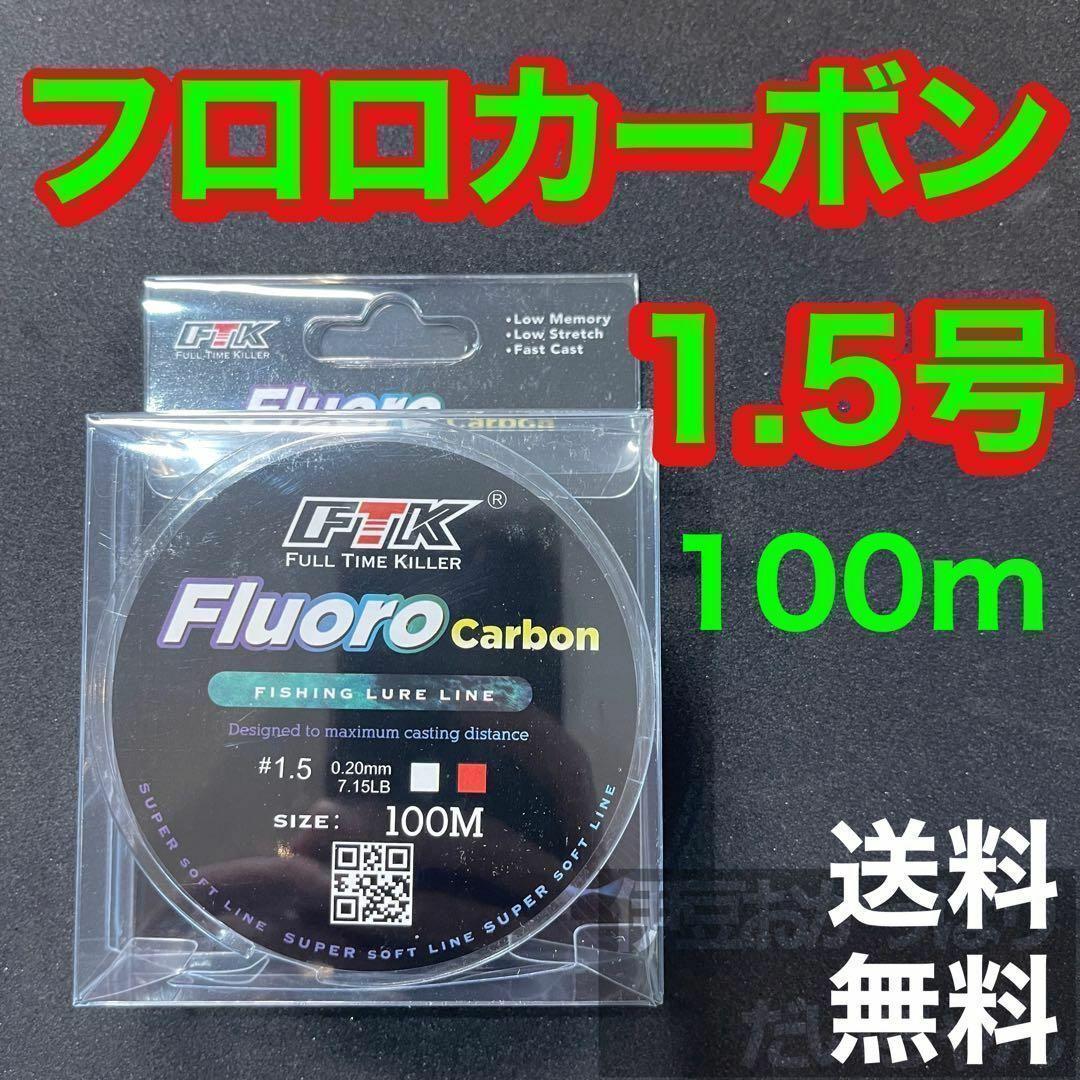 フロロカーボン
1.5号
100m
FTK
FULL TIME KILLER
•Low Memory
•Low Stretch
•Fast Cast
Fluoro Carbon
FTK®
FULL TIME KILLER
Fluoro Carbon
FISHING LURE LINE
Designed to maximum casting distance
#1.5 0.20mm
7.15LB
SIZE: 100M
SUPER SOFT LINE SUPER SOFT LINE SUPER SOFT LINE
送料
無料